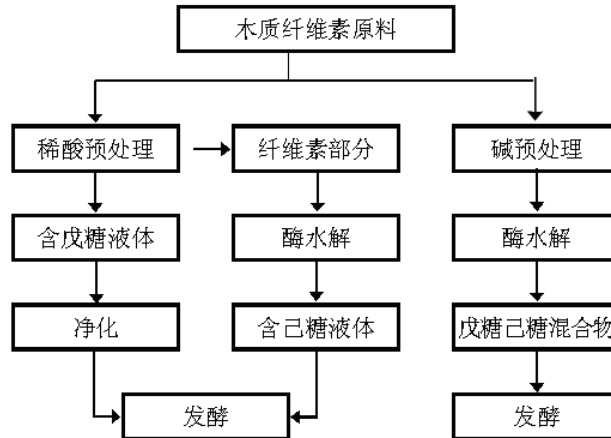 木质纤维素原料
稀酸预处理
纤维素部分
碱预处理
含戊糖液体
酶水解
酶水解
净化
含己糖液体
戊糖己糖混合物
发酵
发酵